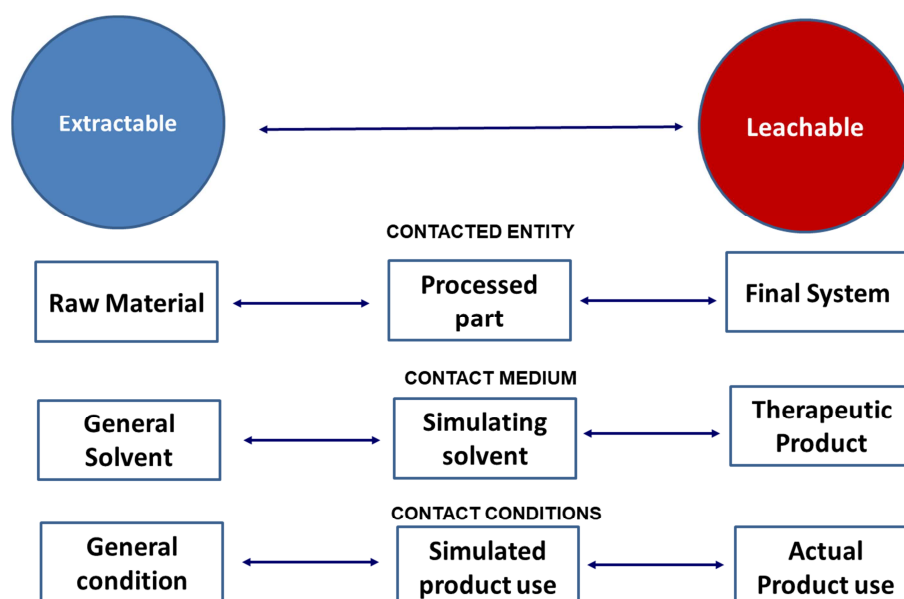 Extractable
Leachable
CONTACTED ENTITY
Raw Material
Processed
part
Final System
CONTACT MEDIUM
General
Solvent
Simulating
solvent
Therapeutic
Product
CONTACT CONDITIONS
General
condition
Simulated
product use
Actual
Product use